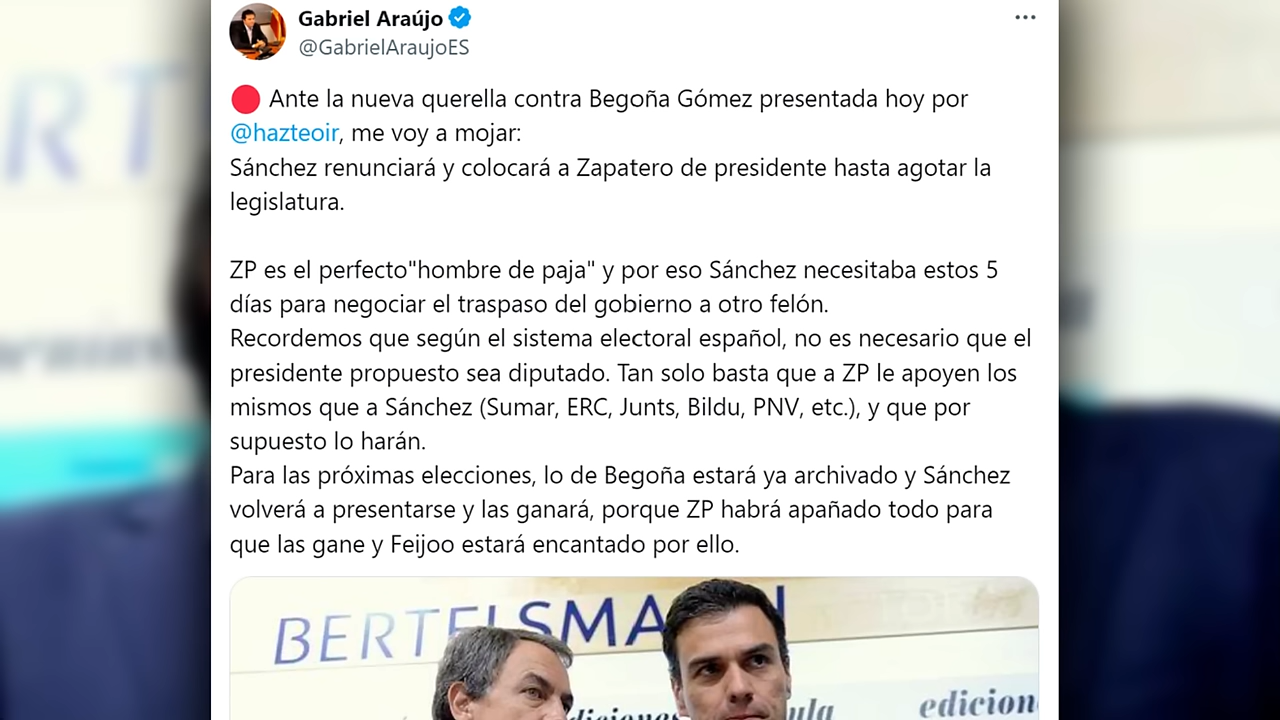 Gabriel Araújo
@GabrielAraujoES
🔴 Ante la nueva querella contra Begoña Gómez presentada hoy por
@hazteoir, me voy a mojar:
Sánchez renunciará y colocará a Zapatero de presidente hasta agotar la
legislatura.
ZP es el perfecto"hombre de paja" y por eso Sánchez necesitaba estos 5
días para negociar el traspaso del gobierno a otro felón.
Recordemos que según el sistema electoral español, no es necesario que el
presidente propuesto sea diputado. Tan solo basta que a ZP le apoyen los
mismos que a Sánchez (Sumar, ERC, Junts, Bildu, PNV, etc.), y que por
supuesto lo harán.
Para las próximas elecciones, lo de Begoña estará ya archivado y Sánchez
volverá a presentarse y las ganará, porque ZP habrá apañado todo para
que las gane y Feijoo estará encantado por ello.